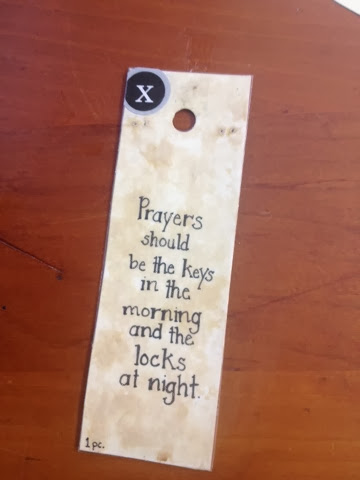 X
Prayers
should
be the keys
in the
morning
and the
locks
at night.
1 pc.